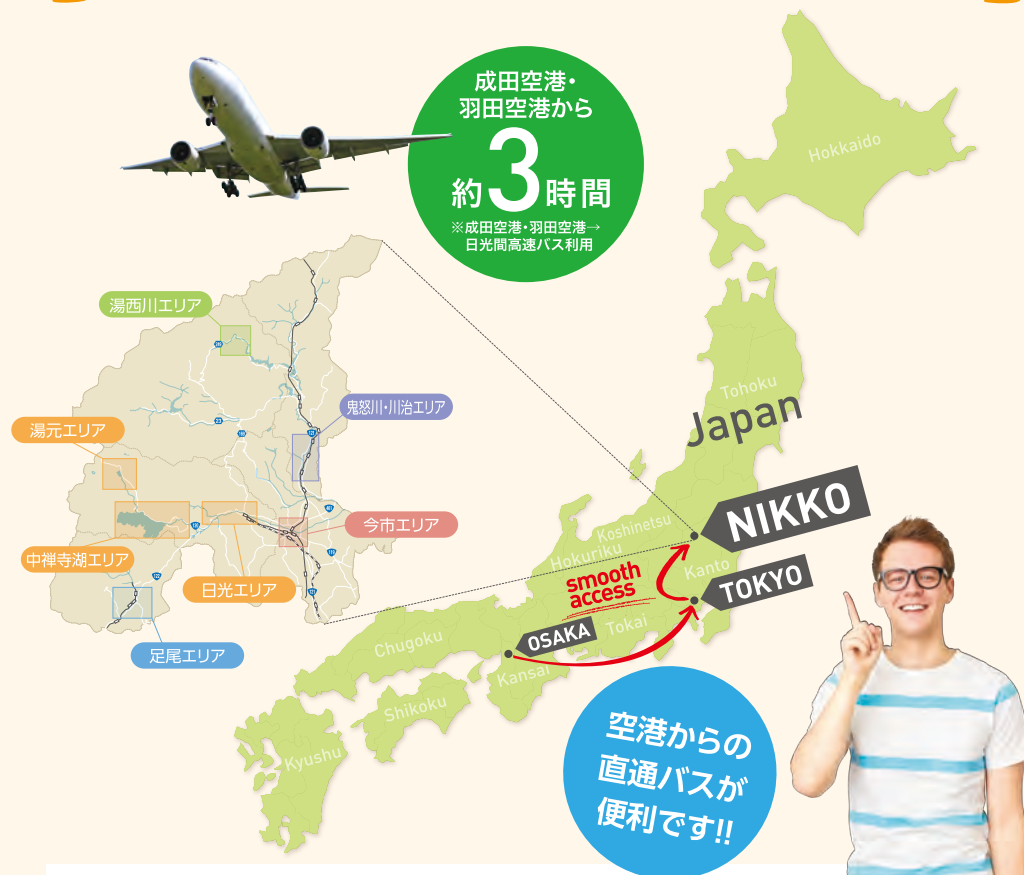 成田空港・
羽田空港から
約3時間
※成田空港・羽田空港→
日光間高速バス利用
Hokkaido
湯西川エリア
鬼怒川・川治エリア
湯元エリア
今市エリア
中禅寺湖エリア
日光エリア
足尾エリア
Tohoku
Japan
NIKKO
Koshinetsu
Hokuriku
Kanto
TOKYO
smooth
access
OSAKA
Tokai
Chugoku
Kansai
Shikoku
Kyushu
空港からの
直通バスが
便利です!!